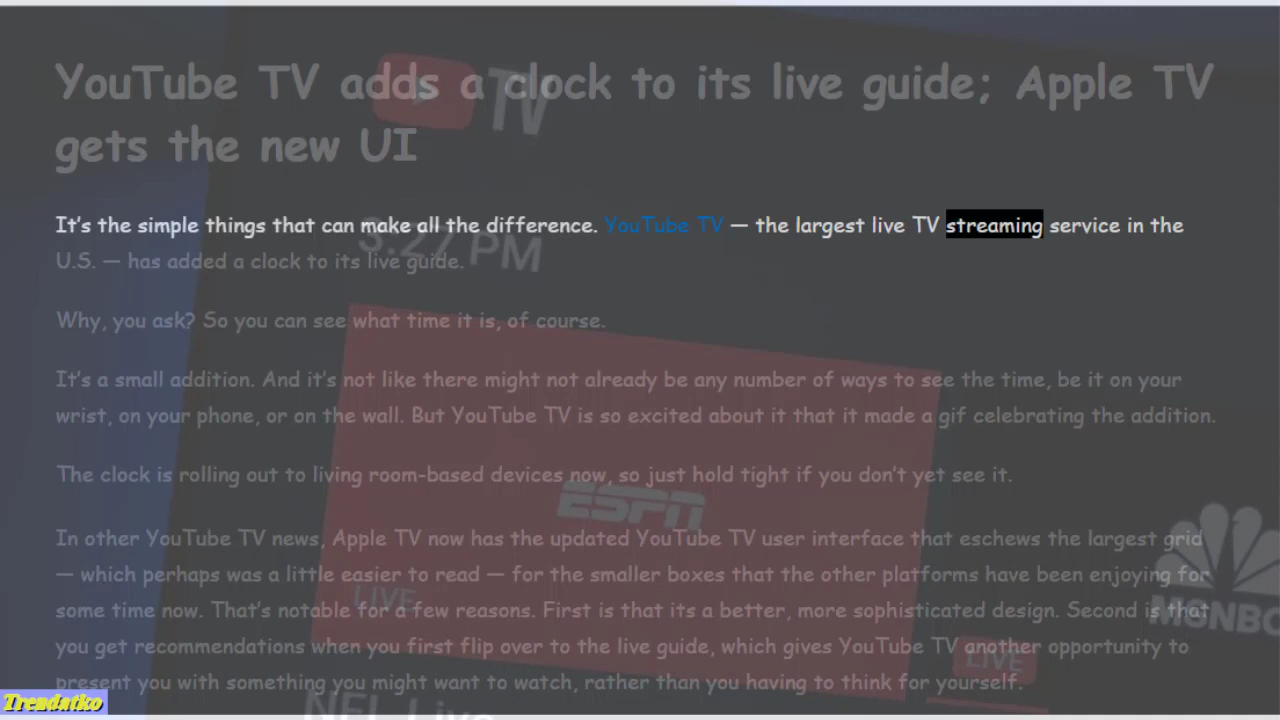 YouTube TV adds a clock to its live guide; Apple TV
gets the new UI
It's the simple things that can make all the difference. YouTube TV — the largest live TV streaming service in the
U.S. — has added a clock to its live guide.
Why, you ask? So you can see what time it is, of course.
It's a small addition. And it's not like there might not already be any number of ways to see the time, be it on your
wrist, on your phone, or on the wall. But YouTube TV is so excited about it that it made a gif celebrating the addition.
The clock is rolling out to living room-based devices now, so just hold tight if you don't yet see it.
In other YouTube TV news, Apple TV now has the updated YouTube TV user interface that eschews the largest grid
— which perhaps was a little easier to read — for the smaller boxes that the other platforms have been enjoying for
some time now. That's notable for a few reasons. First is that its a better, more sophisticated design. Second is that
you get recommendations when you first flip over to the live guide, which gives YouTube TV another opportunity to
present you with something you might want to watch, rather than you having to think for yourself.
TV
3:27 PM
ESPN
LIVE
MSNBC
LIVE
NFL Live
Trendatko